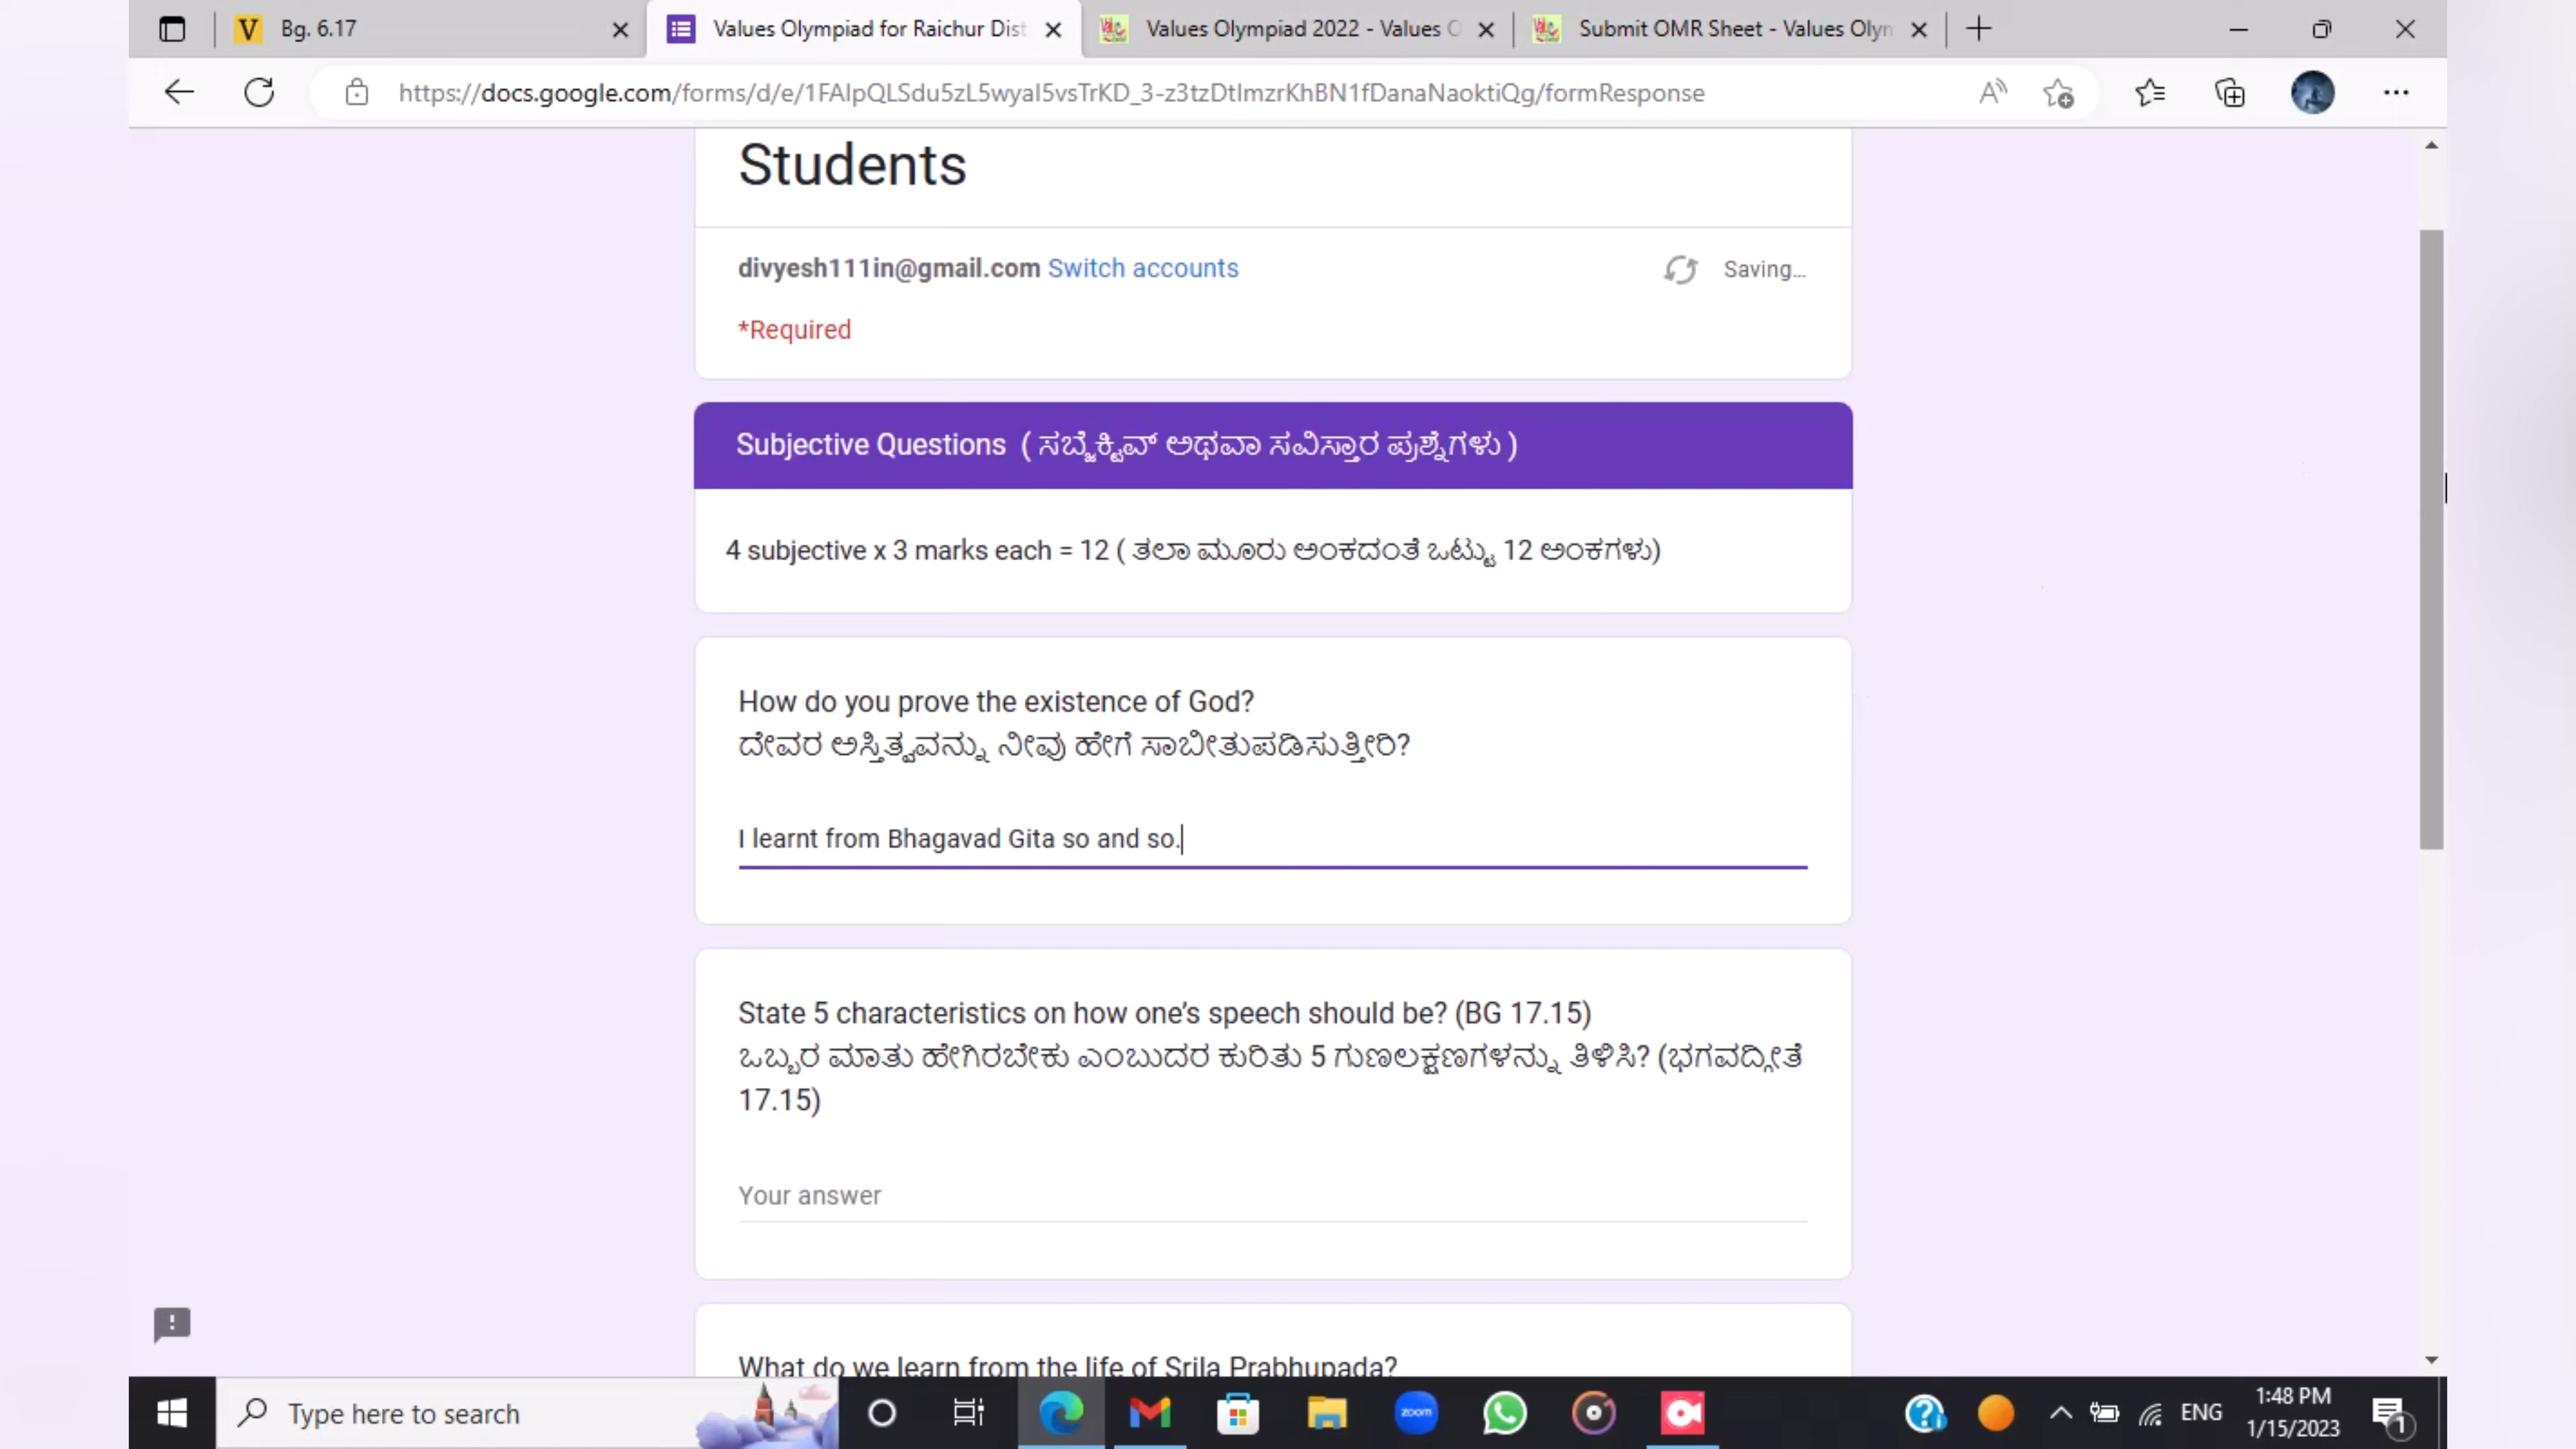 Bg. 6.17
Values Olympiad for Raichur Dist
Values Olympiad 2022 - Values O
Submit OMR Sheet - Values Olyn
https://docs.google.com/forms/d/e/1FAIpQLSdu5zL5wyaI5vsTrKD_3-z3tzDtImzrKhBN1fDanaNaoktiQg/formResponse
Students
divyesh111in@gmail.com Switch accounts
Saving...
*Required
Subjective Questions ( ಸಬ್ಜೆಕ್ಟಿವ್ ಅಥವಾ ಸವಿಸ್ತಾರ ಪ್ರಶ್ನೆಗಳು )
4 subjective x 3 marks each = 12 ( ತಲಾ ಮೂರು ಅಂಕದಂತೆ ಒಟ್ಟು 12 ಅಂಕಗಳು)
How do you prove the existence of God?
ದೇವರ ಅಸ್ತಿತ್ವವನ್ನು ನೀವು ಹೇಗೆ ಸಾಬೀತುಪಡಿಸುತ್ತೀರಿ?
I learnt from Bhagavad Gita so and so.
State 5 characteristics on how one’s speech should be? (BG 17.15)
ಒಬ್ಬರ ಮಾತು ಹೇಗಿರಬೇಕು ಎಂಬುದರ ಕುರಿತು 5 ಗುಣಲಕ್ಷಣಗಳನ್ನು ತಿಳಿಸಿ? (ಭಗವದ್ಗೀತೆ
17.15)
Your answer
What do we learn from the life of Srila Prabhupada?
Type here to search
zoom
ENG
1:48 PM
1/15/2023
1